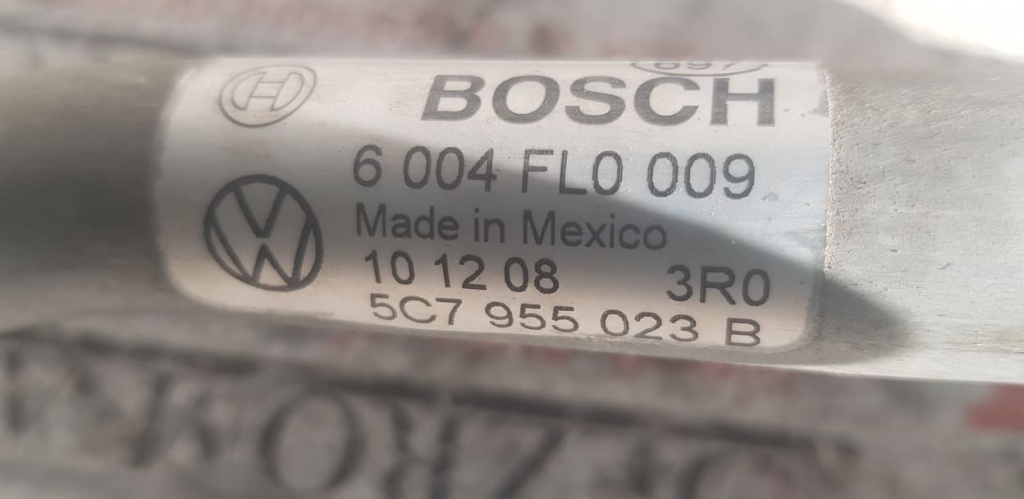 BOSCH
6 004 FL0 009
Made in Mexico
10 12 08 3R0
5C7 955 023 B